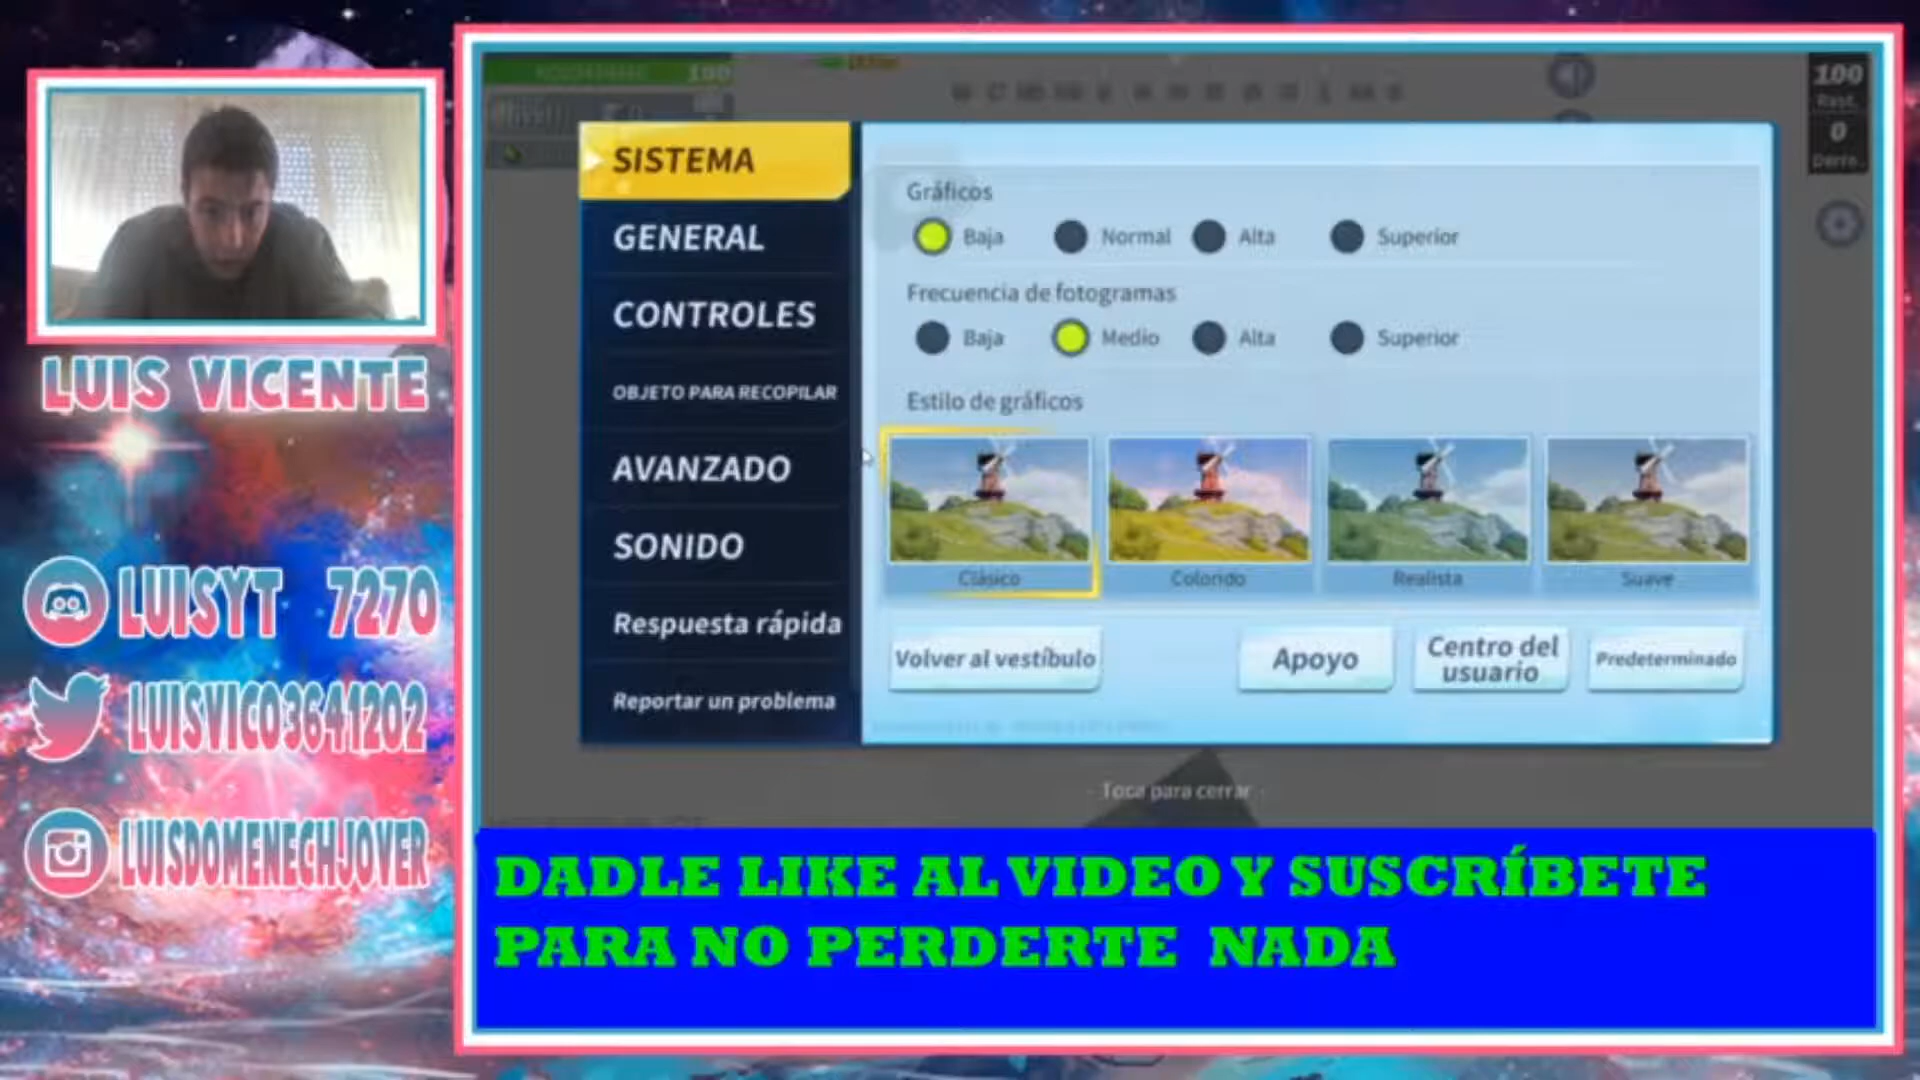 100
100
Rast.
0
SISTEMA
GENERAL
CONTROLES
OBJETO PARA RECOPILAR
AVANZADO
SONIDO
Respuesta rápida
Reportar un problema
Gráficos
Baja Normal Alta Superior
Frecuencia de fotogramas
Baja Medio Alta Superior
Estilo de gráficos
Clásico Colorido Realista Suave
Volver al vestíbulo Apoyo Centro del usuario Predeterminado
Toca para cerrar
LUIS VICENTE
LUISYT 7270
LUISVICO3641202
LUISDOMENECHJOVER
DADLE LIKE AL VIDEO Y SUSCRÍBETE
PARA NO PERDERTE NADA